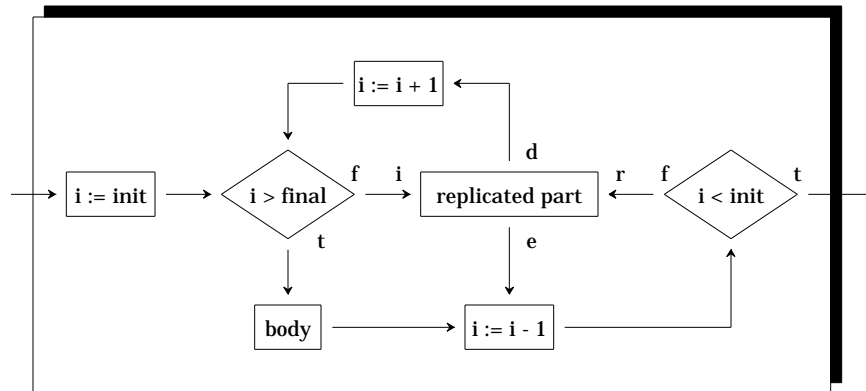 i := i + 1
d
i := init
i > final
f
i
replicated part
r
f
i < init
t
t
e
body
i := i - 1